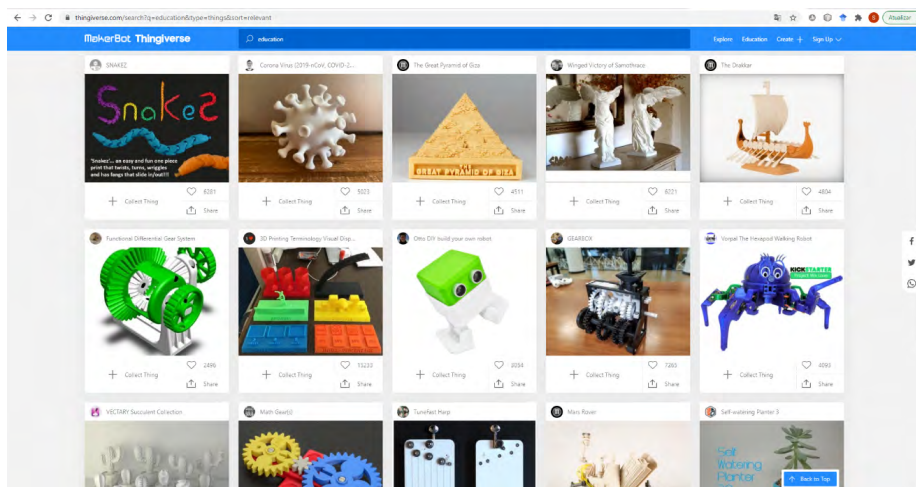 thingiverse.com/search?q=education&type=things&sort=relevant
Atualizar
MakerBot Thingiverse
education
Explore Education Create Sign Up
SNAKEZ
Corona Virus (2019-nCoV, COVID-2...
The Great Pyramid of Giza
Winged Victory of Samothrace
The Drakkar
SnakeS
'Snakez'... an easy and fun one piece
print that twists, turns, wriggles
and has fangs that slide in/out!!!
THE
GREAT PYRAMID OF GIZA
Collect Thing 8281 Share
Collect Thing 5023 Share
Collect Thing 4511 Share
Collect Thing 8221 Share
Collect Thing 4804 Share
Functional Differential Gear System
3D Printing Terminology Visual Disp...
Otto DIY build your own robot
GEARBOX
Vorpal The Hexapod Walking Robot
KICKSTARTER
Collect Thing 2496 Share
Collect Thing 15233 Share
Collect Thing Share
Collect Thing 7265 Share
Collect Thing 4093 Share
VECTARY Succulent Collection
Math Gear(s)
TuneFast Harp
Mars Rover
Self-watering Planter 3
Self
Watering
Planter
Back to Top